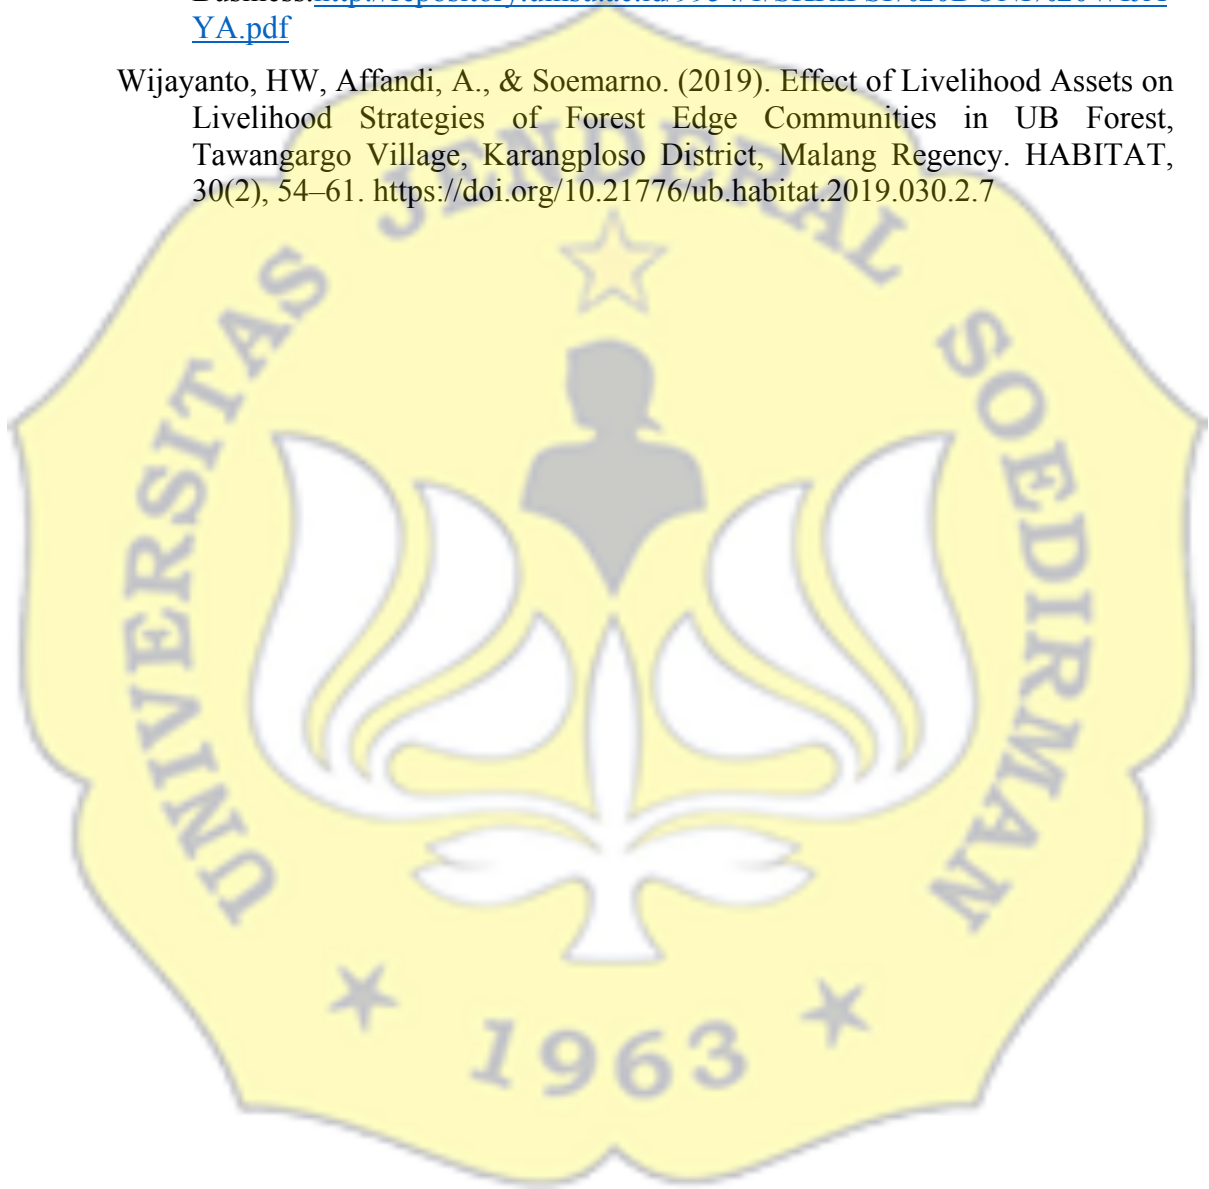 YA.pdf
Wijayanto, HW, Affandi, A., & Soemarno. (2019). Effect of Livelihood Assets on
Livelihood Strategies of Forest Edge Communities in UB Forest,
Tawangargo Village, Karangploso District, Malang Regency. HABITAT,
30(2), 54–61. https://doi.org/10.21776/ub.habitat.2019.030.2.7
UNIVERSITAS JENDERAL SOEDIRMAN
1963